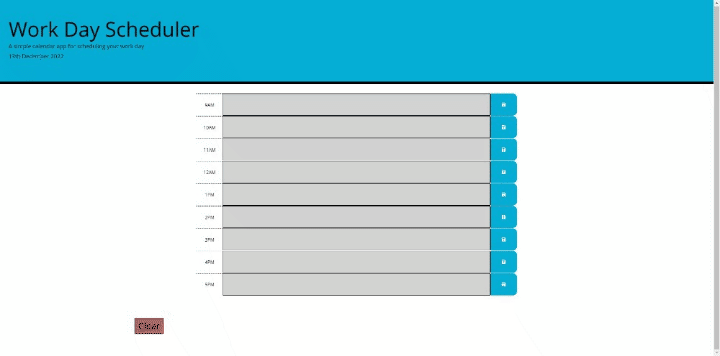 Work Day Scheduler
A simple calendar app for scheduling your work day
December 2022
9AM
10AM
11AM
12AM
1PM
2PM
3PM
4PM
5PM
Clear